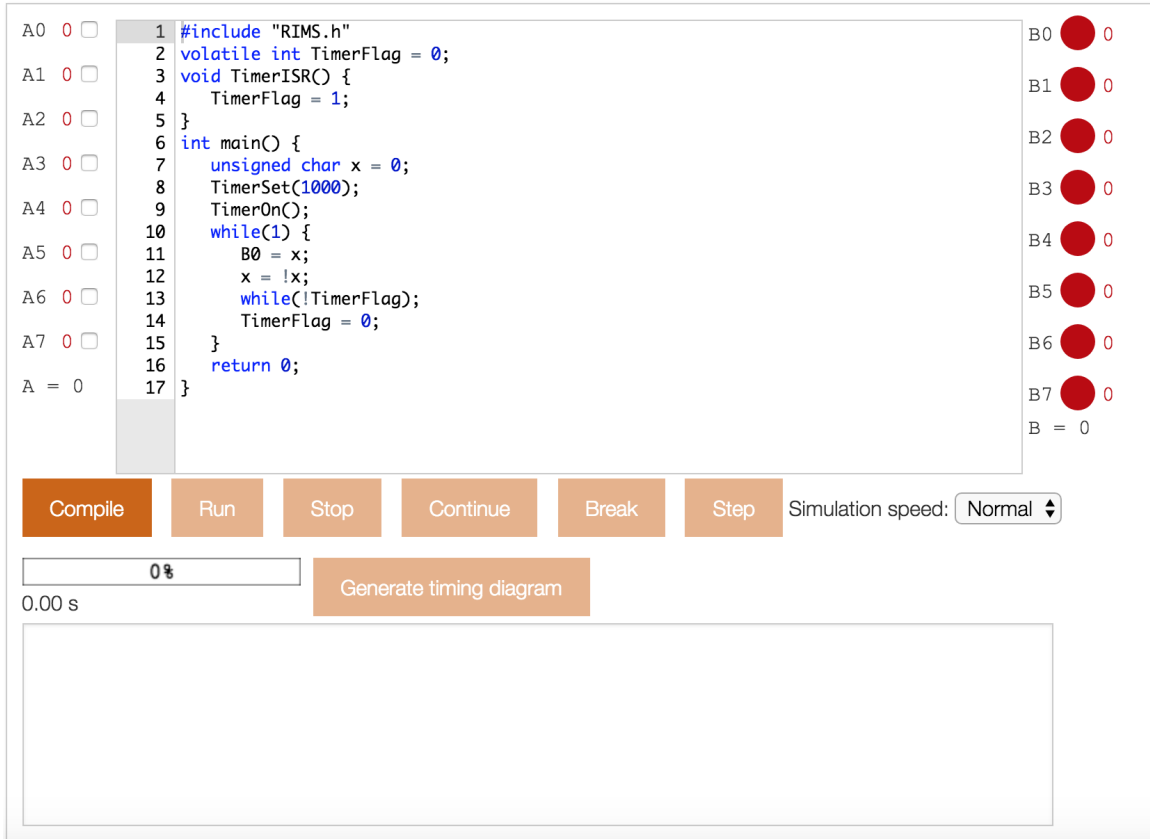 A0 0
A1 0
A2 0
A3 0
A4 0
A5 0
A6 0
A7 0
A = 0
1 #include "RIMS.h"
2 volatile int TimerFlag = 0;
3 void TimerISR() {
4 TimerFlag = 1;
5 }
6 int main() {
7 unsigned char x = 0;
8 TimerSet(1000);
9 TimerOn();
10 while(1) {
11 B0 = x;
12 x = !x;
13 while(!TimerFlag);
14 TimerFlag = 0;
15 }
16 return 0;
17 }
B0 0
B1 0
B2 0
B3 0
B4 0
B5 0
B6 0
B7 0
B = 0
Compile Run Stop Continue Break Step Simulation speed: Normal
0%
Generate timing diagram
0.00 s